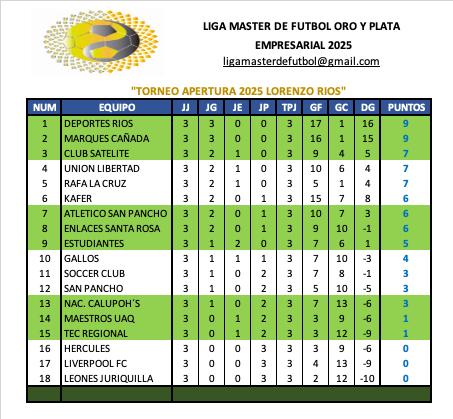 LIGA MASTER DE FUTBOL ORO Y PLATA
EMPRESARIAL 2025
ligamasterdefutbol@gmail.com
"TORNEO APERTURA 2025 LORENZO RIOS"
NUM EQUIPO JJ JG JE JP TPJ GF GC DG PUNTOS
1 DEPORTES RIOS 3 3 0 0 3 17 1 16 9
2 MARQUES CAÑADA 3 3 0 0 3 16 1 15 9
3 CLUB SATELITE 3 2 1 0 3 9 4 5 7
4 UNION LIBERTAD 3 2 1 0 3 10 6 4 7
5 RAFA LA CRUZ 3 2 1 0 3 5 1 4 7
6 KAFER 3 2 0 1 3 15 7 8 6
7 ATLETICO SAN PANCHO 3 2 0 1 3 10 7 3 6
8 ENLACES SANTA ROSA 3 2 0 1 3 9 10 -1 6
9 ESTUDIANTES 3 1 2 0 3 7 6 1 5
10 GALLOS 3 1 1 1 3 7 10 -3 4
11 SOCCER CLUB 3 1 0 2 3 7 8 -1 3
12 SAN PANCHO 3 1 0 2 3 5 10 -5 3
13 NAC. CALUPOH´S 3 1 0 2 3 7 13 -6 3
14 MAESTROS UAQ 3 0 1 2 3 3 9 -6 1
15 TEC REGIONAL 3 0 1 2 3 3 12 -9 1
16 HERCULES 3 0 0 3 3 3 9 -6 0
17 LIVERPOOL FC 3 0 0 3 3 4 13 -9 0
18 LEONES JURIQUILLA 3 0 0 3 3 2 12 -10 0